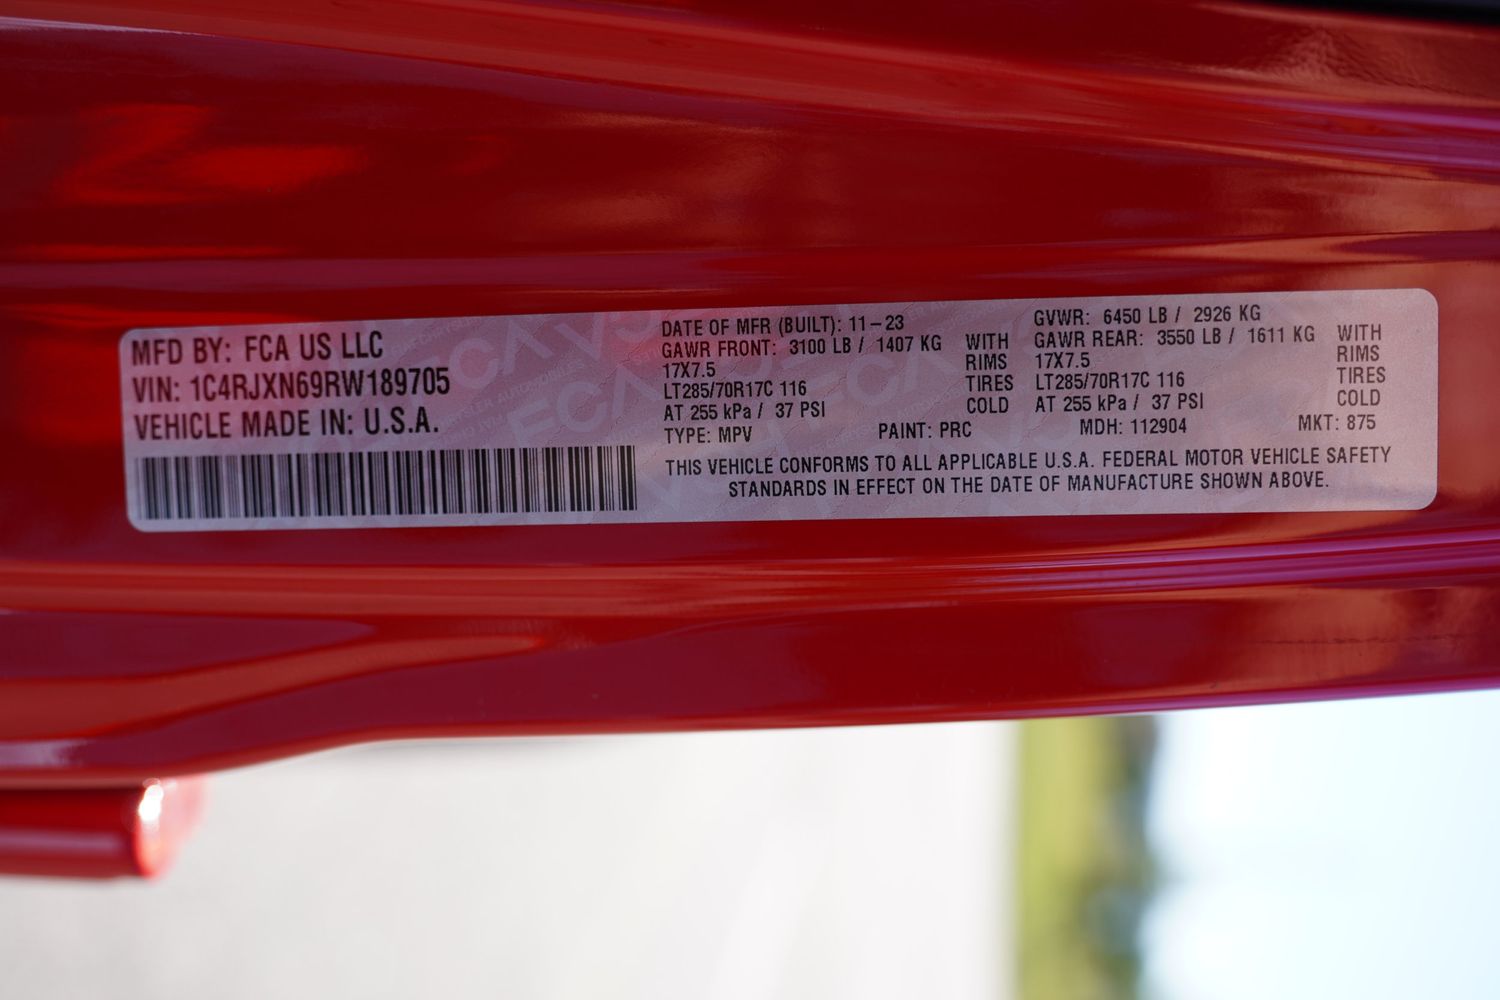 MFD BY: FCA US LLC
VIN: 1C4RJXN69RW189705
VEHICLE MADE IN: U.S.A.
DATE OF MFR (BUILT): 11-23
GAWR FRONT: 3100 LB / 1407 KG WITH
17X7.5 RIMS
LT285/70R17C 116 TIRES
AT 255 kPa / 37 PSI COLD
GVWR: 6450 LB / 2926 KG
GAWR REAR: 3550 LB / 1611 KG WITH
17X7.5 RIMS
LT285/70R17C 116 TIRES
AT 255 kPa / 37 PSI COLD
TYPE: MPV PAINT: PRC MDH: 112904 MKT: 875
THIS VEHICLE CONFORMS TO ALL APPLICABLE U.S.A. FEDERAL MOTOR VEHICLE SAFETY
STANDARDS IN EFFECT ON THE DATE OF MANUFACTURE SHOWN ABOVE.